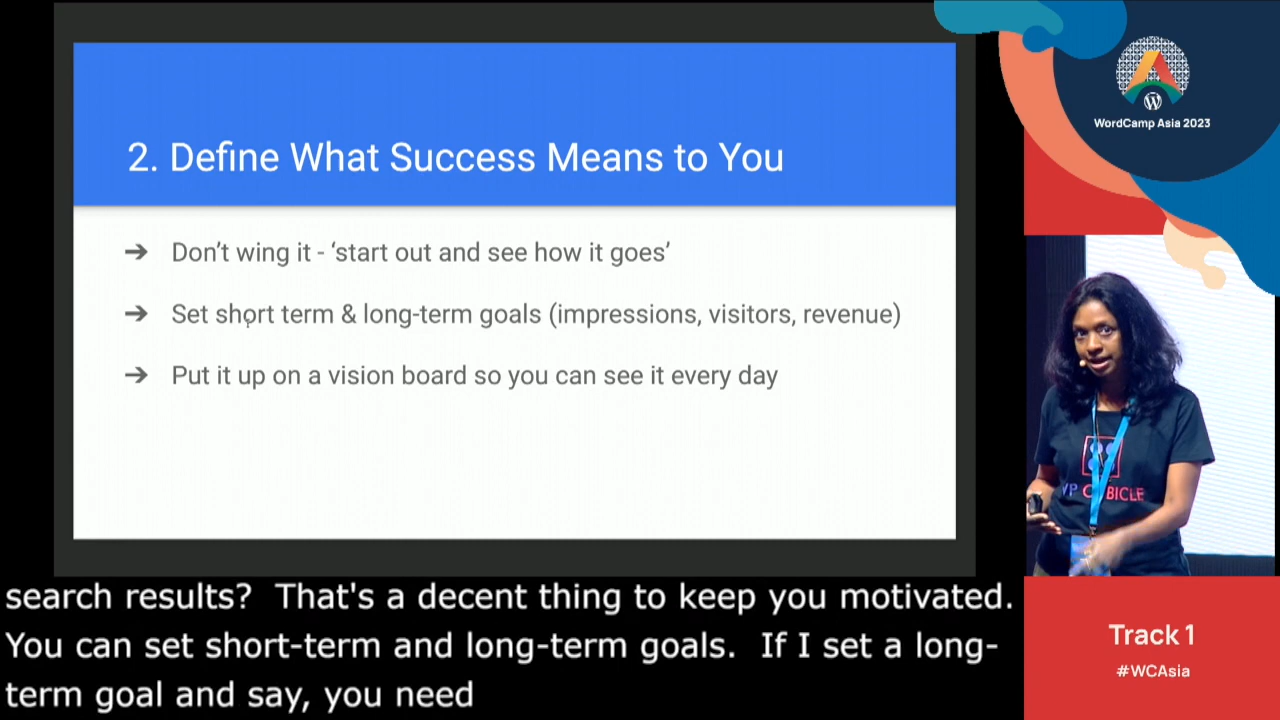 2. Define What Success Means to You
➔ Don't wing it - 'start out and see how it goes'
➔ Set short term & long-term goals (impressions, visitors, revenue)
➔ Put it up on a vision board so you can see it every day
WordCamp Asia 2023
CUBICLE
Track 1
#WCAsia
search results?  That's a decent thing to keep you motivated.
You can set short-term and long-term goals.  If I set a long-
term goal and say, you need